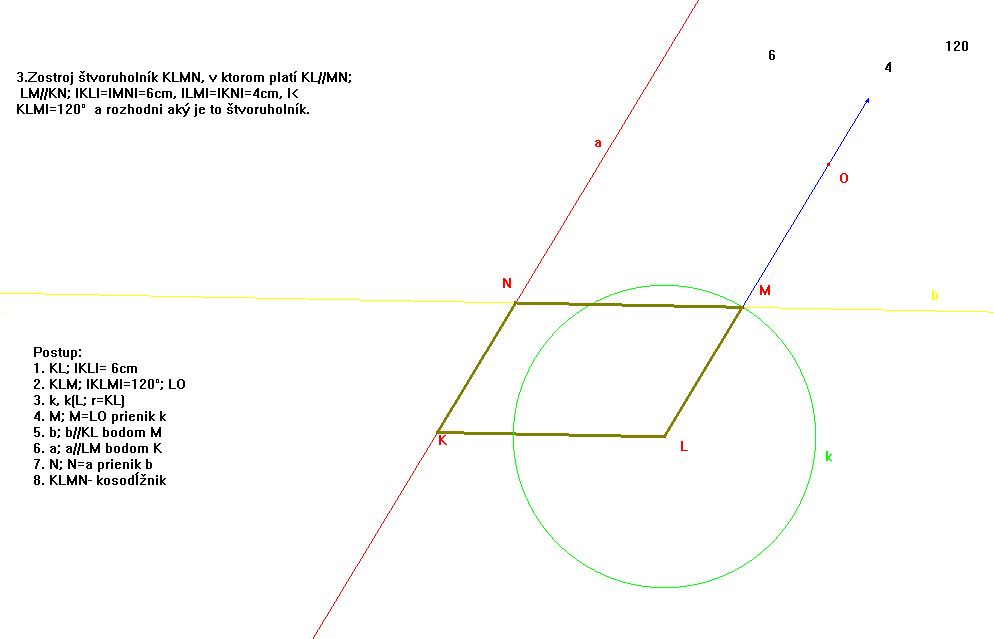 120
6
4
3.Zostroj štvoruholník KLMN, v ktorom platí KL//MN;
LM//KN; IKLI=IMNI=6cm, ILMI=IKNI=4cm, I<
KLMI=120° a rozhodni aký je to štvoruholník.
a
O
N
M
b
Postup:
1. KL; IKLI= 6cm
2. KLM; IKLMI=120°; LO
3. k, k(L; r=KL)
4. M; M=LO prienik k
5. b; b//KL bodom M
6. a; a//LM bodom K
7. N; N=a prienik b
8. KLMN- kosodĺžnik
K
L
k